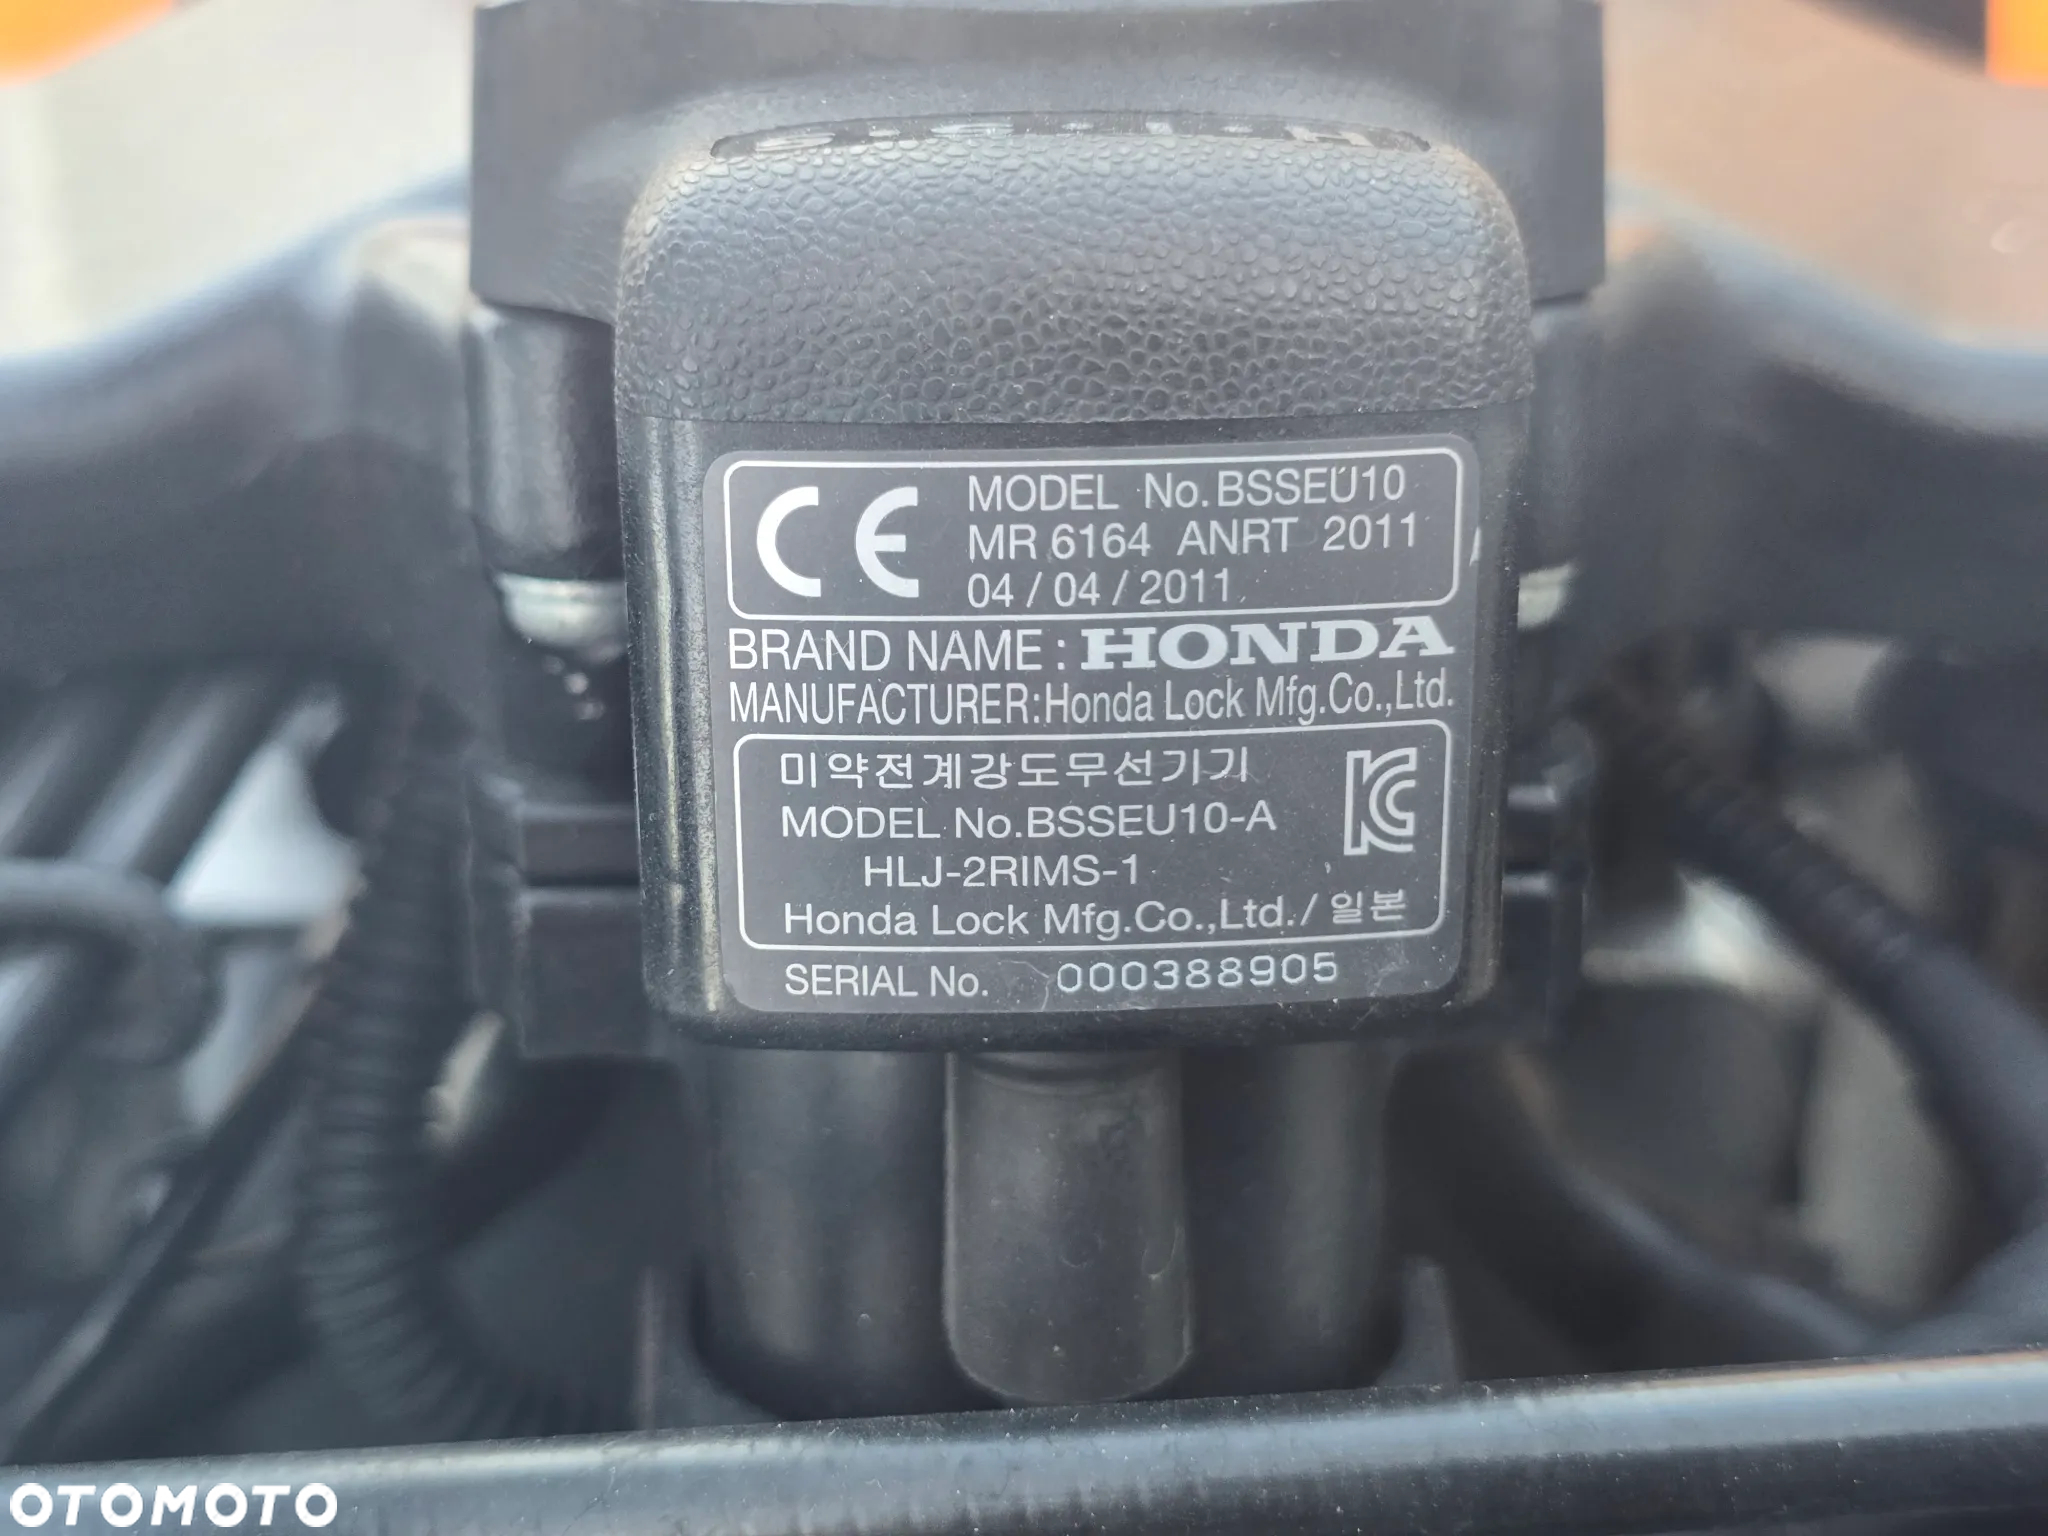 MODEL No.BSSEU10
MR 6164 ANRT 2011
04 / 04 / 2011
BRAND NAME : HONDA
MANUFACTURER:Honda Lock Mfg.Co.,Ltd.
미약전계강도무선기기
MODEL No.BSSEU10-A
HLJ-2RIMS-1
Honda Lock Mfg.Co.,Ltd./ 일본
SERIAL No. 000388905
OTOMOTO